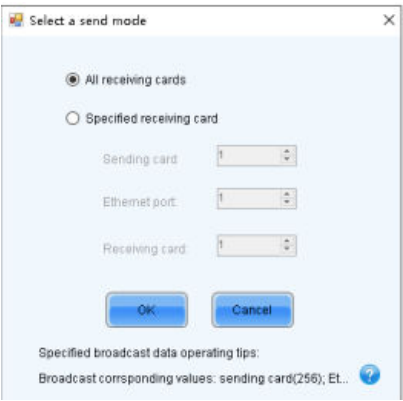 Select a send mode
All receiving cards
Specified receiving card
Sending card: 1
Ethernet port: 1
Receiving card: 1
OK Cancel
Specified broadcast data operating tips:
Broadcast corrsponding values: sending card(256); Et...